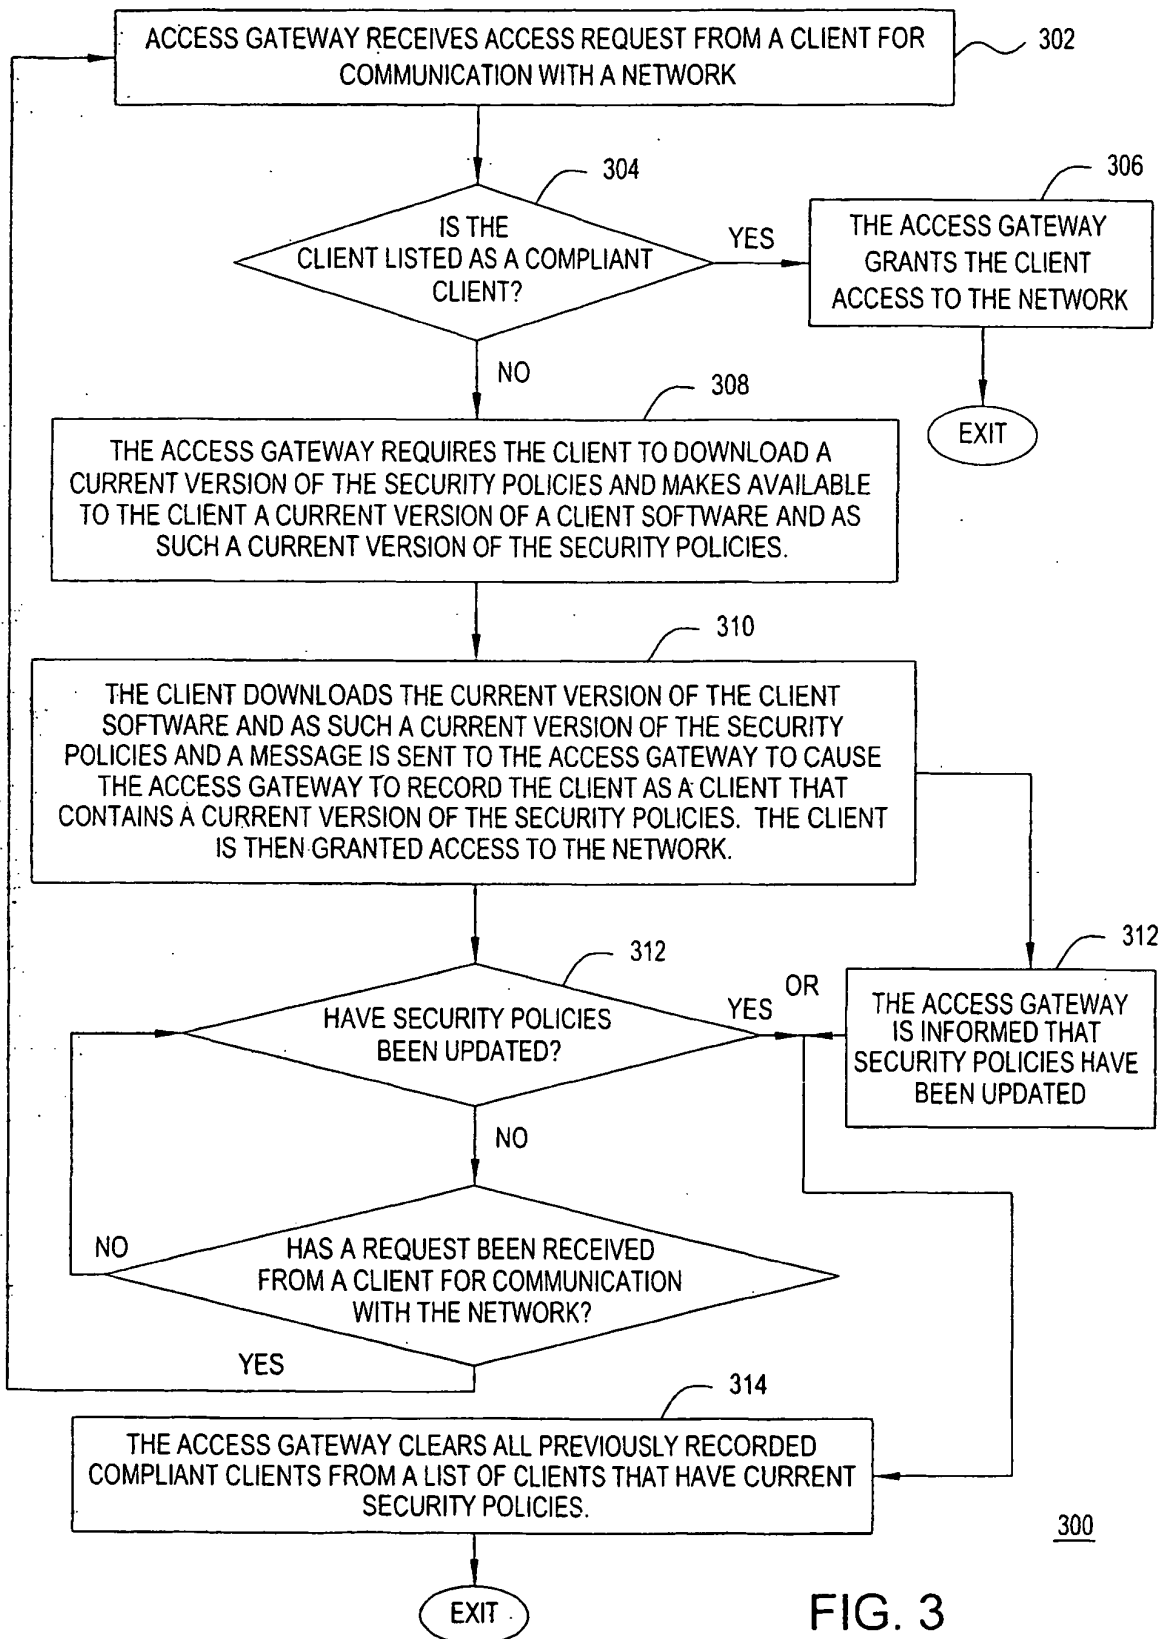 ACCESS GATEWAY RECEIVES ACCESS REQUEST FROM A CLIENT FOR
COMMUNICATION WITH A NETWORK
302
304
IS THE
CLIENT LISTED AS A COMPLIANT
CLIENT?
YES
306
THE ACCESS GATEWAY
GRANTS THE CLIENT
ACCESS TO THE NETWORK
EXIT
NO
308
THE ACCESS GATEWAY REQUIRES THE CLIENT TO DOWNLOAD A
CURRENT VERSION OF THE SECURITY POLICIES AND MAKES AVAILABLE
TO THE CLIENT A CURRENT VERSION OF A CLIENT SOFTWARE AND AS
SUCH A CURRENT VERSION OF THE SECURITY POLICIES.
310
THE CLIENT DOWNLOADS THE CURRENT VERSION OF THE CLIENT
SOFTWARE AND AS SUCH A CURRENT VERSION OF THE SECURITY
POLICIES AND A MESSAGE IS SENT TO THE ACCESS GATEWAY TO CAUSE
THE ACCESS GATEWAY TO RECORD THE CLIENT AS A CLIENT THAT
CONTAINS A CURRENT VERSION OF THE SECURITY POLICIES. THE CLIENT
IS THEN GRANTED ACCESS TO THE NETWORK.
312
HAVE SECURITY POLICIES
BEEN UPDATED?
YES
OR
312
THE ACCESS GATEWAY
IS INFORMED THAT
SECURITY POLICIES HAVE
BEEN UPDATED
NO
HAS A REQUEST BEEN RECEIVED
FROM A CLIENT FOR COMMUNICATION
WITH THE NETWORK?
NO
YES
314
THE ACCESS GATEWAY CLEARS ALL PREVIOUSLY RECORDED
COMPLIANT CLIENTS FROM A LIST OF CLIENTS THAT HAVE CURRENT
SECURITY POLICIES.
EXIT
300
FIG. 3